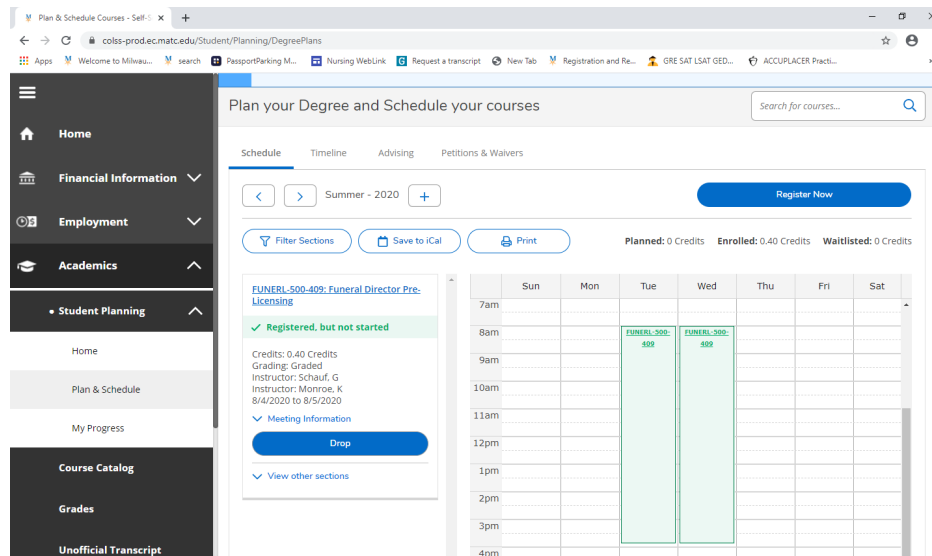 Plan & Schedule Courses - Self-S
colss-prod.ec.matc.edu/Student/Planning/DegreePlans
Apps Welcome to Milwau... search PassportParking M... Nursing WebLink Request a transcript New Tab Registration and Re... GRE SAT LSAT GED... ACCUPLACER Practi...
Home
Financial Information
Employment
Academics
• Student Planning
Home
Plan & Schedule
My Progress
Course Catalog
Grades
Unofficial Transcript
Plan your Degree and Schedule your courses
Search for courses...
Schedule Timeline Advising Petitions & Waivers
Summer - 2020
Register Now
Filter Sections Save to iCal Print
Planned: 0 Credits Enrolled: 0.40 Credits Waitlisted: 0 Credits
FUNERL-500-409: Funeral Director Pre-
Licensing
Registered, but not started
Credits: 0.40 Credits
Grading: Graded
Instructor: Schauf, G
Instructor: Monroe, K
8/4/2020 to 8/5/2020
Meeting Information
Drop
View other sections
Sun Mon Tue Wed Thu Fri Sat
7am
8am
FUNERL-500- FUNERL-500-
409 409
9am
10am
11am
12pm
1pm
2pm
3pm
4pm